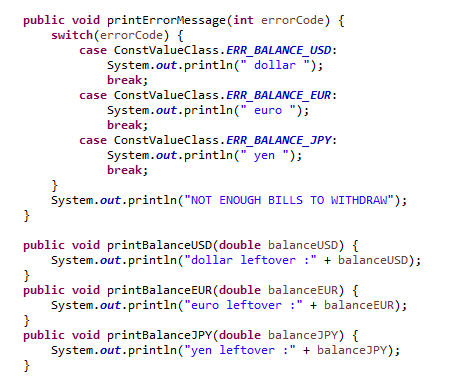 public void printErrorMessage(int errorCode) {
    switch(errorCode) {
        case ConstValueClass.ERR_BALANCE_USD:
            System.out.println(" dollar ");
            break;
        case ConstValueClass.ERR_BALANCE_EUR:
            System.out.println(" euro ");
            break;
        case ConstValueClass.ERR_BALANCE_JPY:
            System.out.println(" yen ");
            break;
    }
    System.out.println("NOT ENOUGH BILLS TO WITHDRAW");
}

public void printBalanceUSD(double balanceUSD) {
    System.out.println("dollar leftover :" + balanceUSD);
}
public void printBalanceEUR(double balanceEUR) {
    System.out.println("euro leftover :" + balanceEUR);
}
public void printBalanceJPY(double balanceJPY) {
    System.out.println("yen leftover :" + balanceJPY);
}